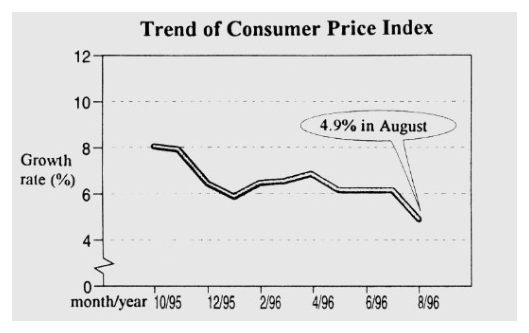 Trend of Consumer Price Index
12
10
8
6
4
0
Growth
rate (%)
4.9% in August
month/year 10/95 12/95 2/96 4/96 6/96 8/96